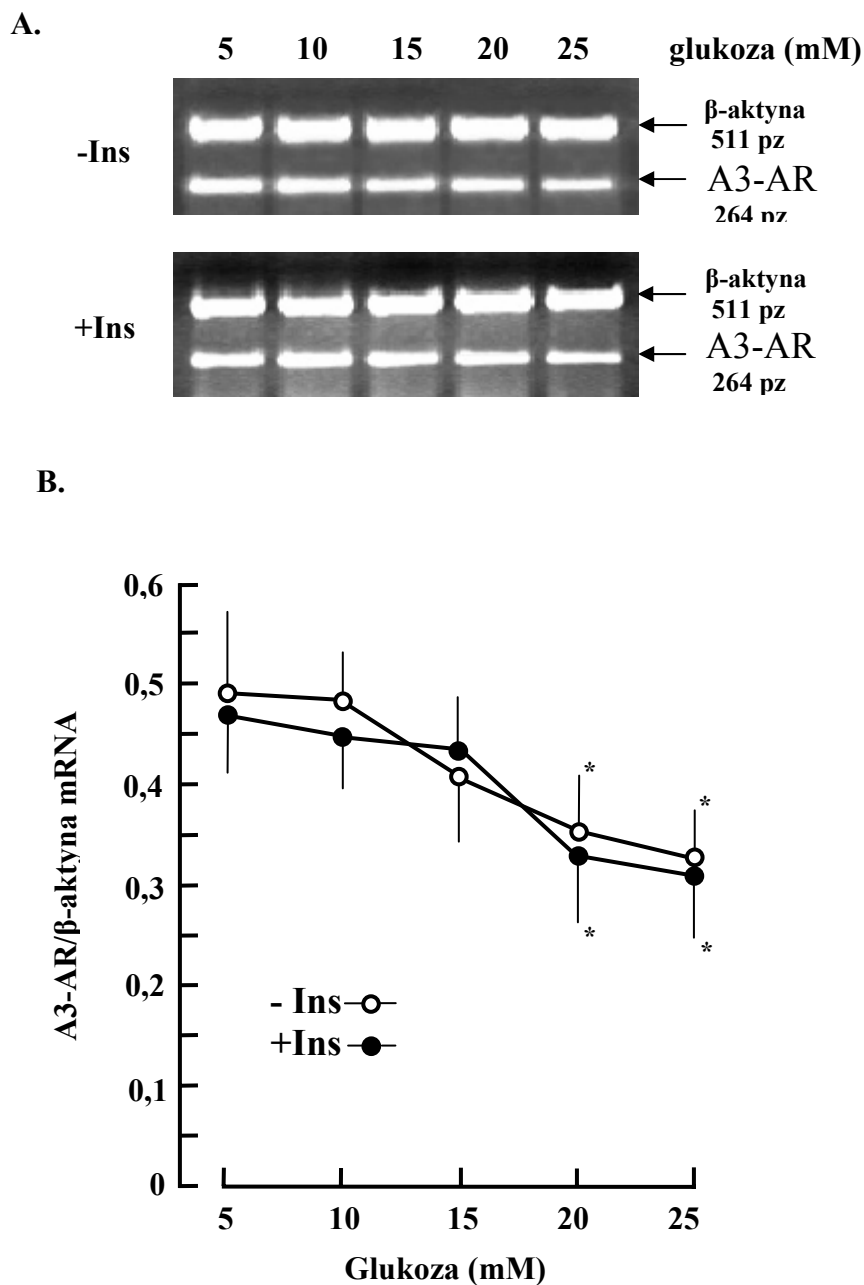 A.
5 10 15 20 25 glukoza (mM)
-Ins
β-aktyna
511 pz
A3-AR
264 pz
+Ins
β-aktyna
511 pz
A3-AR
264 pz
B.
A3-AR/β-aktyna mRNA
0,6
0,5
0,4
0,3
0,2
0,1
0
* *
* *
- Ins
+Ins
5 10 15 20 25
Glukoza (mM)